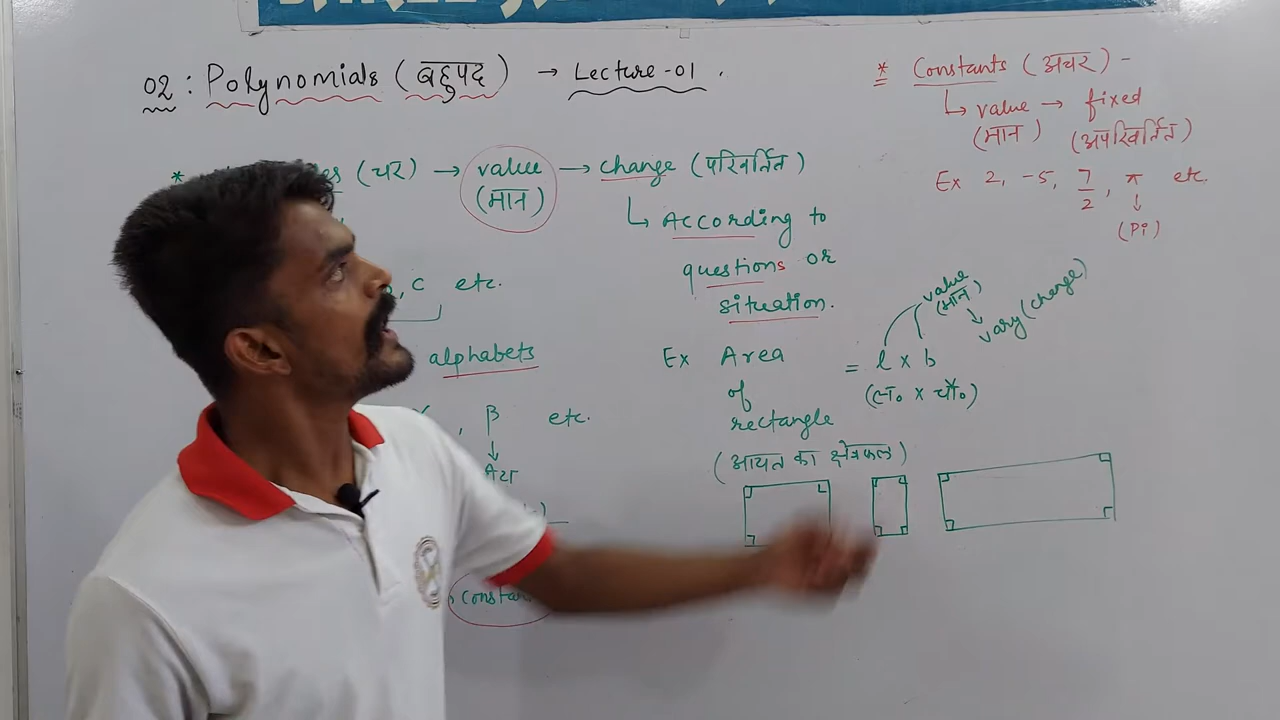 02 : Polynomials (बहुपद) → Lecture-01 .
* (चर) → value → change (परिवर्तित)
(मान)
↳ According to
questions or
situation.
, c etc.
alphabets
, β etc.
↓
Ex Area = l x b
(ल० x चौ०)
of
rectangle
(आयत का क्षेत्रफल)
value
(मान)
↓
vary (change)
* Constants (अचर) -
↳ value → fixed
(मान) (अपरिवर्तित)
Ex 2, -5, 7/2, π etc.
↓
(Pi)